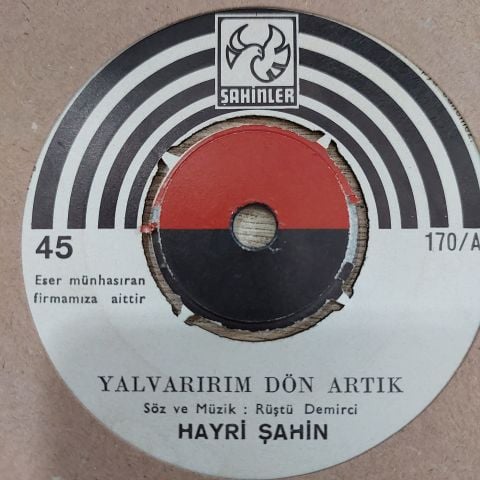 ŞAHİNLER
45
170/A
Eser münhasıran
firmamıza aittir
YALVARIRIM DÖN ARTIK
Söz ve Müzik : Rüştü Demirci
HAYRİ ŞAHİN